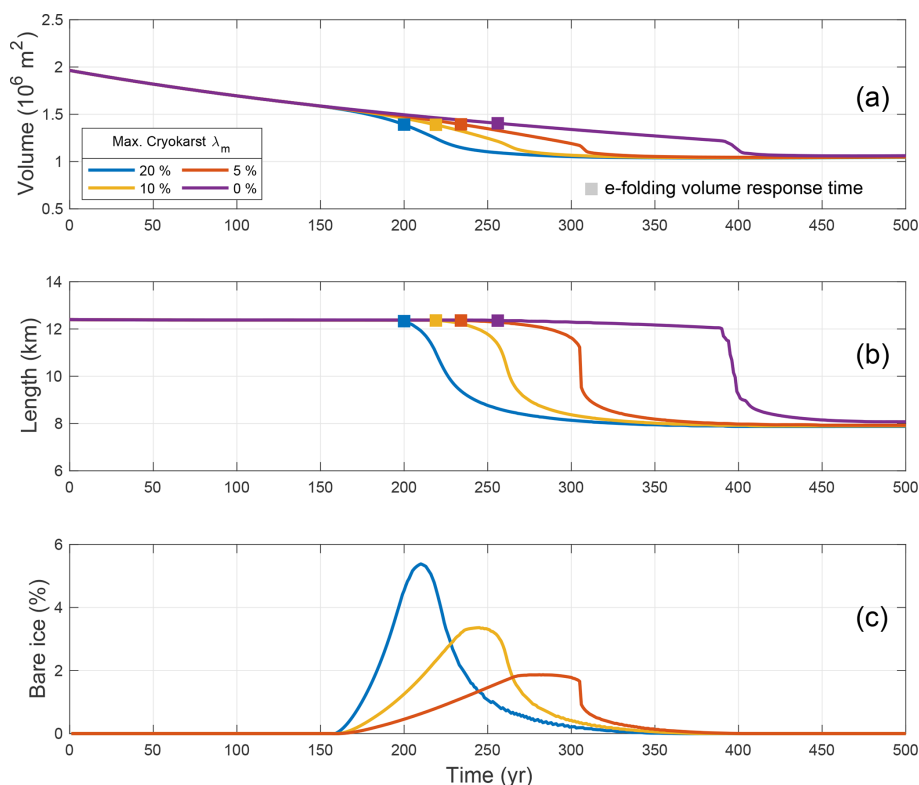 2.5
2
1.5
1
0.5
Volume (10⁶ m²)
(a)
Max. Cryokarst λₘ
20 % 5 %
10 % 0 %
e-folding volume response time
0 50 100 150 200 250 300 350 400 450 500
14
12
10
8
6
Length (km)
(b)
0 50 100 150 200 250 300 350 400 450 500
6
4
2
0
Bare ice (%)
(c)
0 50 100 150 200 250 300 350 400 450 500
Time (yr)